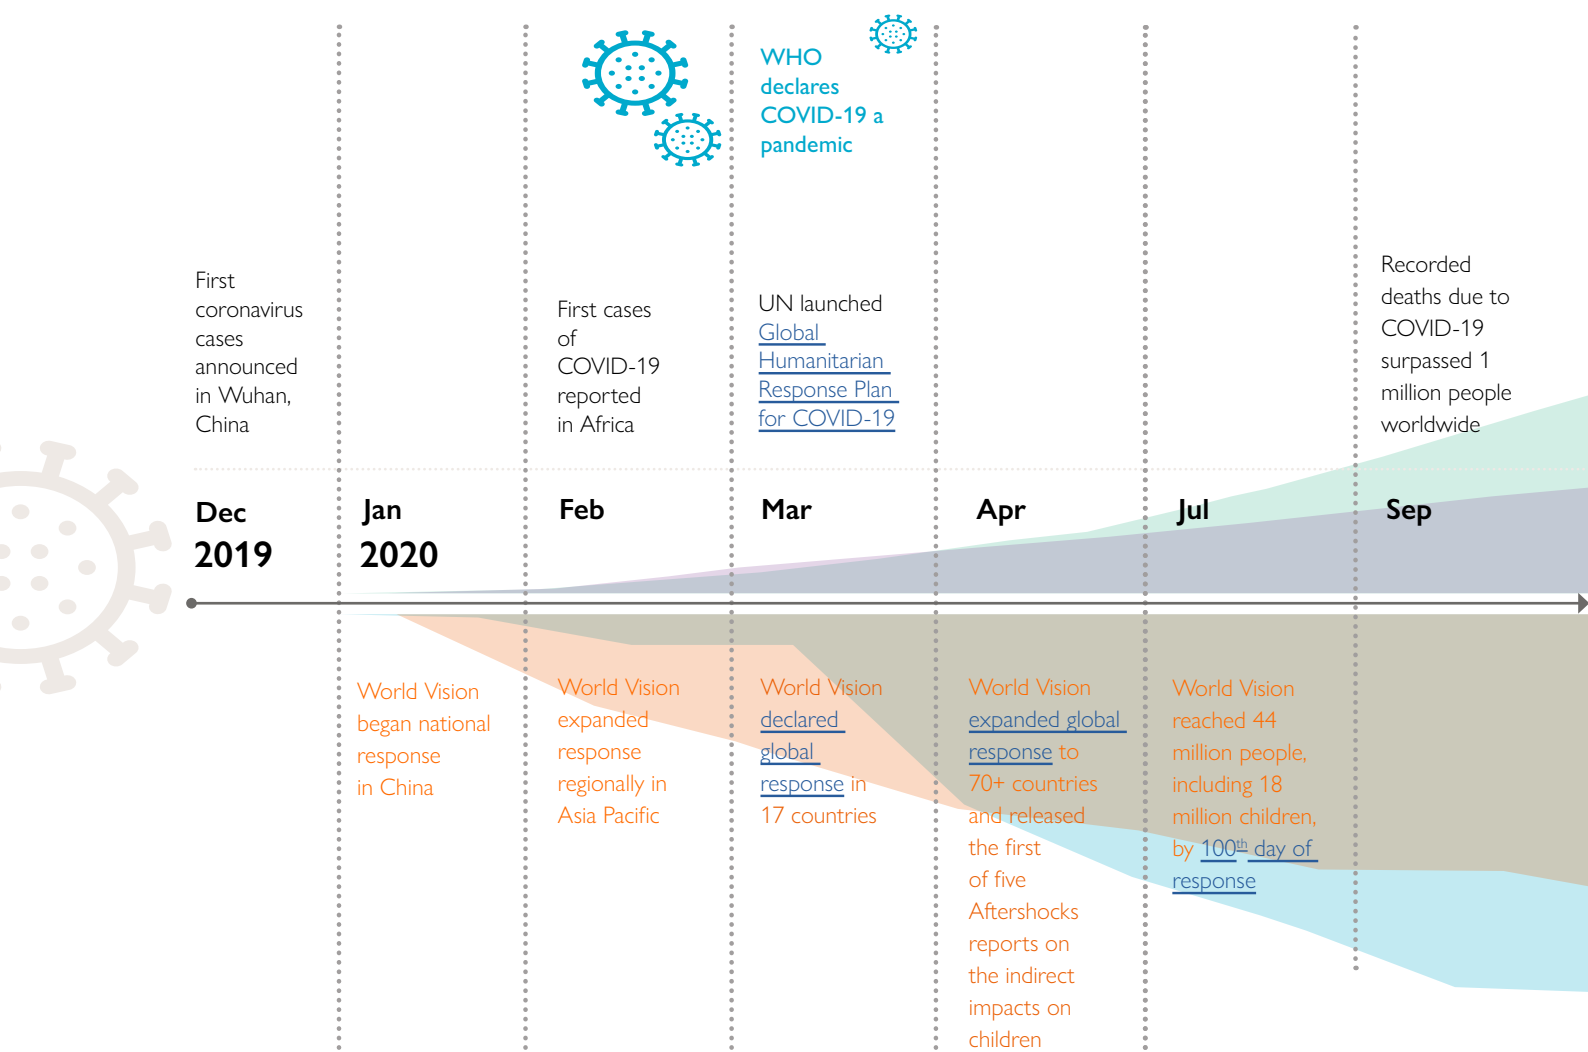 WHO
declares
COVID-19 a
pandemic
First
coronavirus
cases
announced
in Wuhan,
China
First cases
of
COVID-19
reported
in Africa
UN launched
Global
Humanitarian
Response Plan
for COVID-19
Recorded
deaths due to
COVID-19
surpassed 1
million people
worldwide
Dec
2019
Jan
2020
Feb
Mar
Apr
Jul
Sep
World Vision
began national
response
in China
World Vision
expanded
response
regionally in
Asia Pacific
World Vision
declared
global
response in
17 countries
World Vision
expanded global
response to
70+ countries
and released
the first
of five
Aftershocks
reports on
the indirect
impacts on
children
World Vision
reached 44
million people,
including 18
million children,
by 100th day of
response